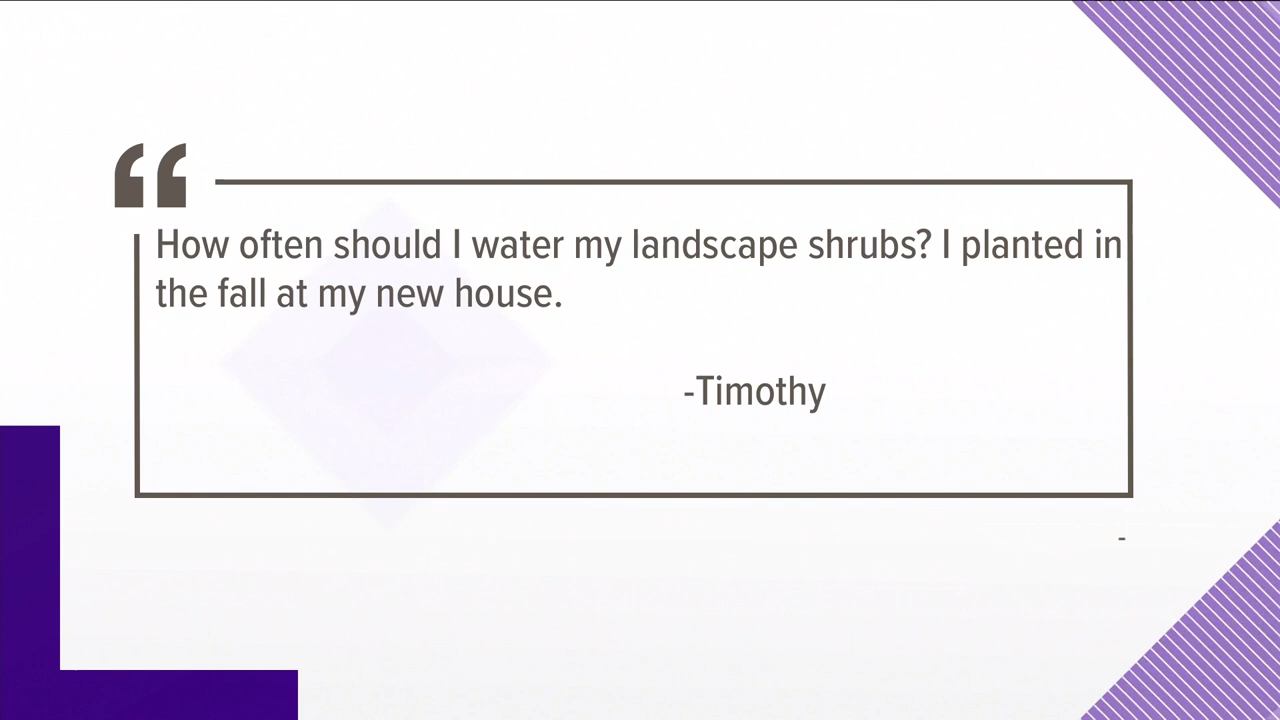 “
How often should I water my landscape shrubs? I planted in
the fall at my new house.
-Timothy
-